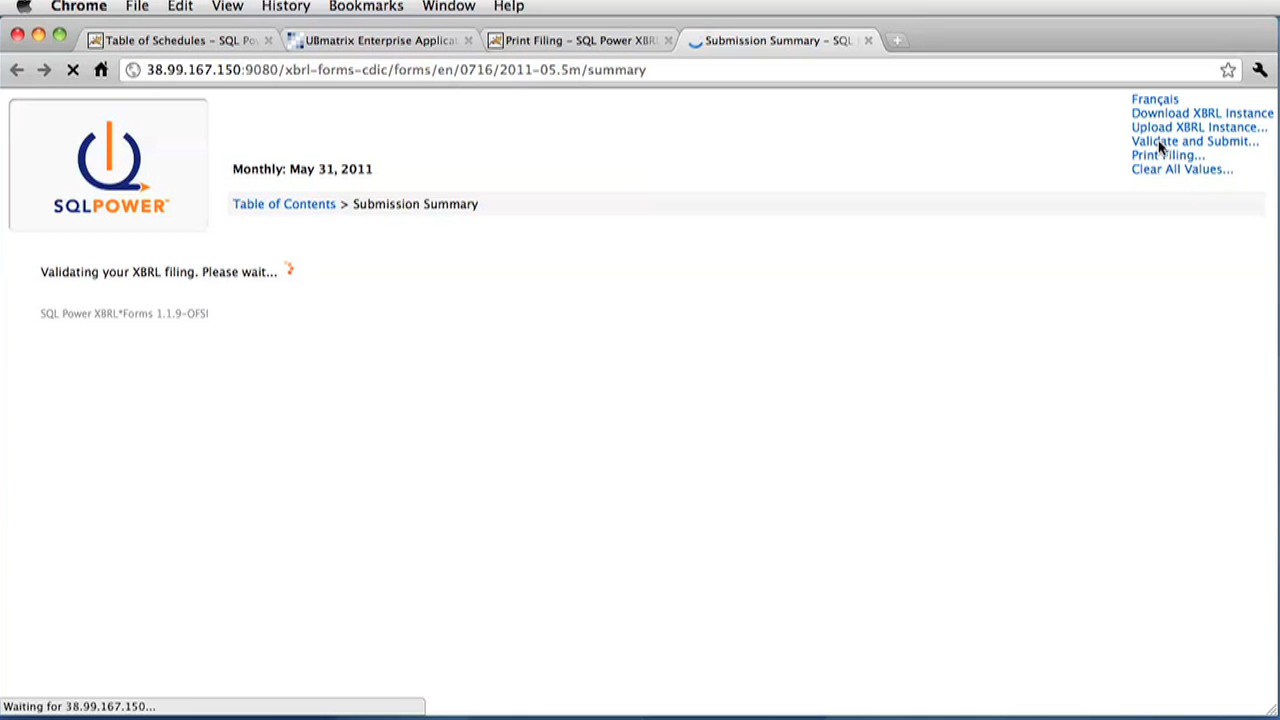 Chrome File Edit View History Bookmarks Window Help
Table of Schedules – SQL Po
UBmatrix Enterprise Applicat
Print Filing – SQL Power XBRL
Submission Summary – SQL
38.99.167.150:9080/xbrl-forms-cdic/forms/en/0716/2011-05.5m/summary
Français
Download XBRL Instance
Upload XBRL Instance...
Validate and Submit...
Print Filing...
Clear All Values...
SQLPOWER™
Monthly: May 31, 2011
Table of Contents > Submission Summary
Validating your XBRL filing. Please wait...
SQL Power XBRL*Forms 1.1.9-OFSI
Waiting for 38.99.167.150...